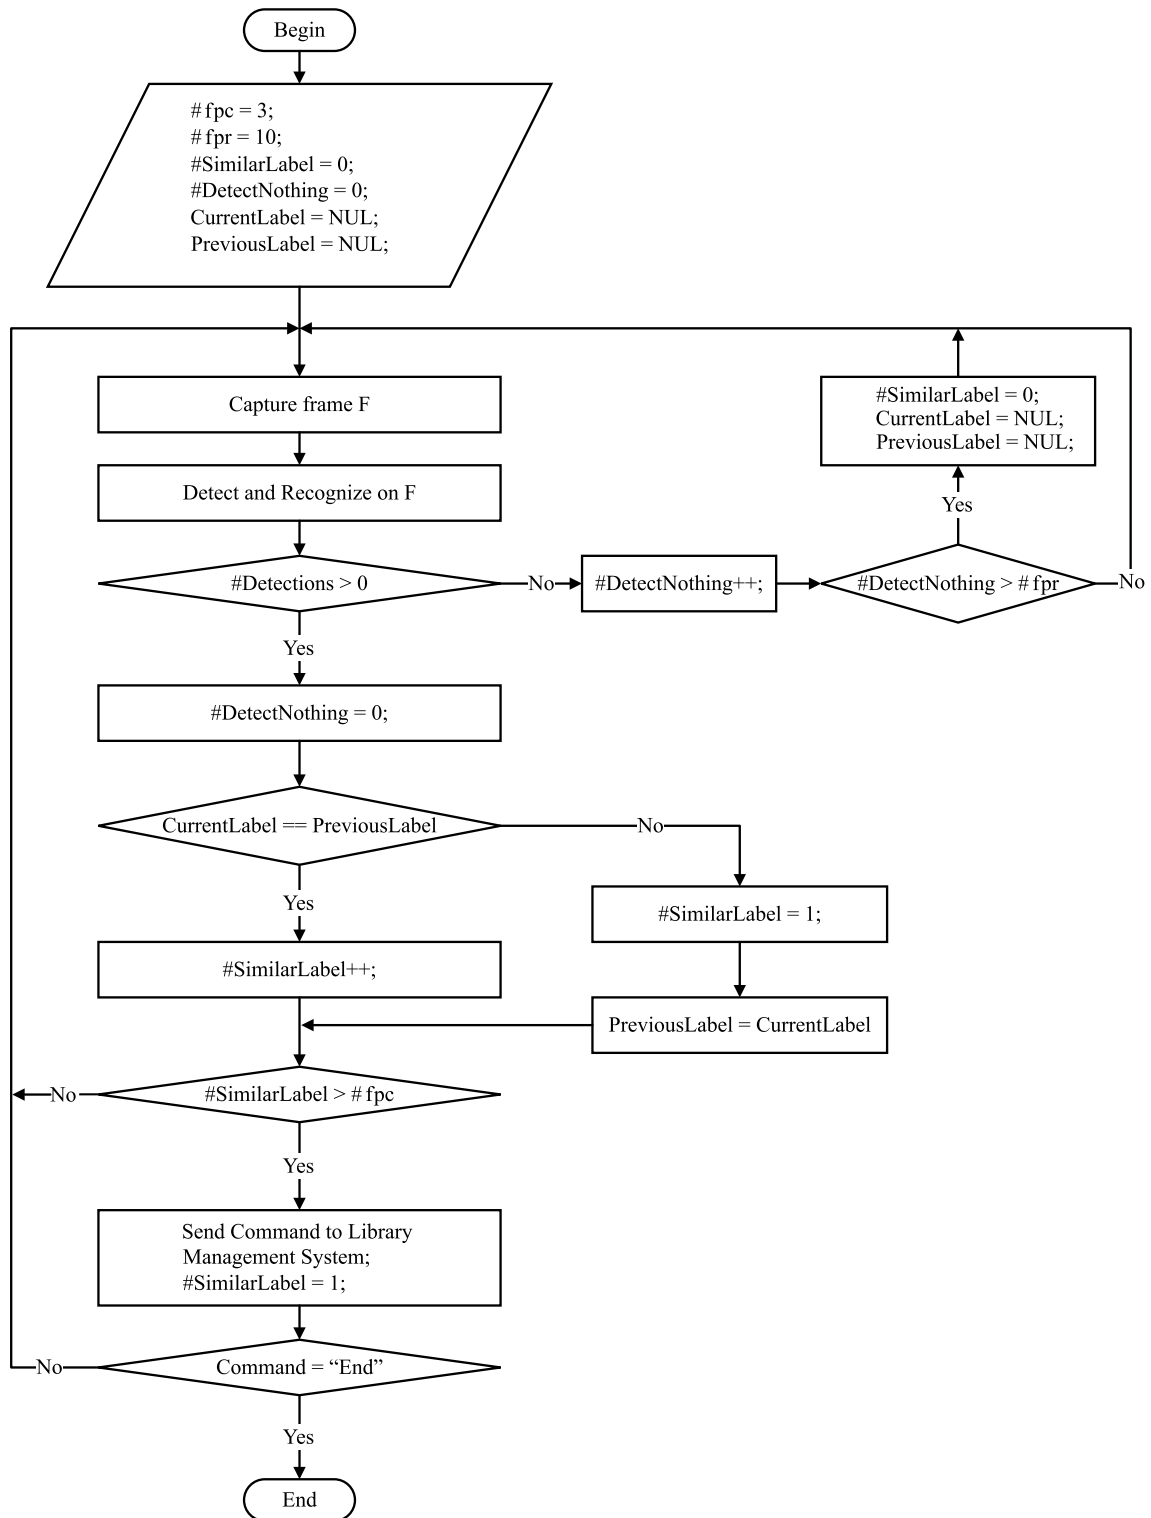 Begin
# fpc = 3;
# fpr = 10;
#SimilarLabel = 0;
#DetectNothing = 0;
CurrentLabel = NUL;
PreviousLabel = NUL;
Capture frame F
#SimilarLabel = 0;
CurrentLabel = NUL;
PreviousLabel = NUL;
Detect and Recognize on F
Yes
#Detections > 0
No
#DetectNothing++;
#DetectNothing > # fpr
No
Yes
#DetectNothing = 0;
CurrentLabel == PreviousLabel
No
Yes
#SimilarLabel = 1;
#SimilarLabel++;
PreviousLabel = CurrentLabel
No
#SimilarLabel > # fpc
Yes
Send Command to Library
Management System;
#SimilarLabel = 1;
No
Command = “End”
Yes
End